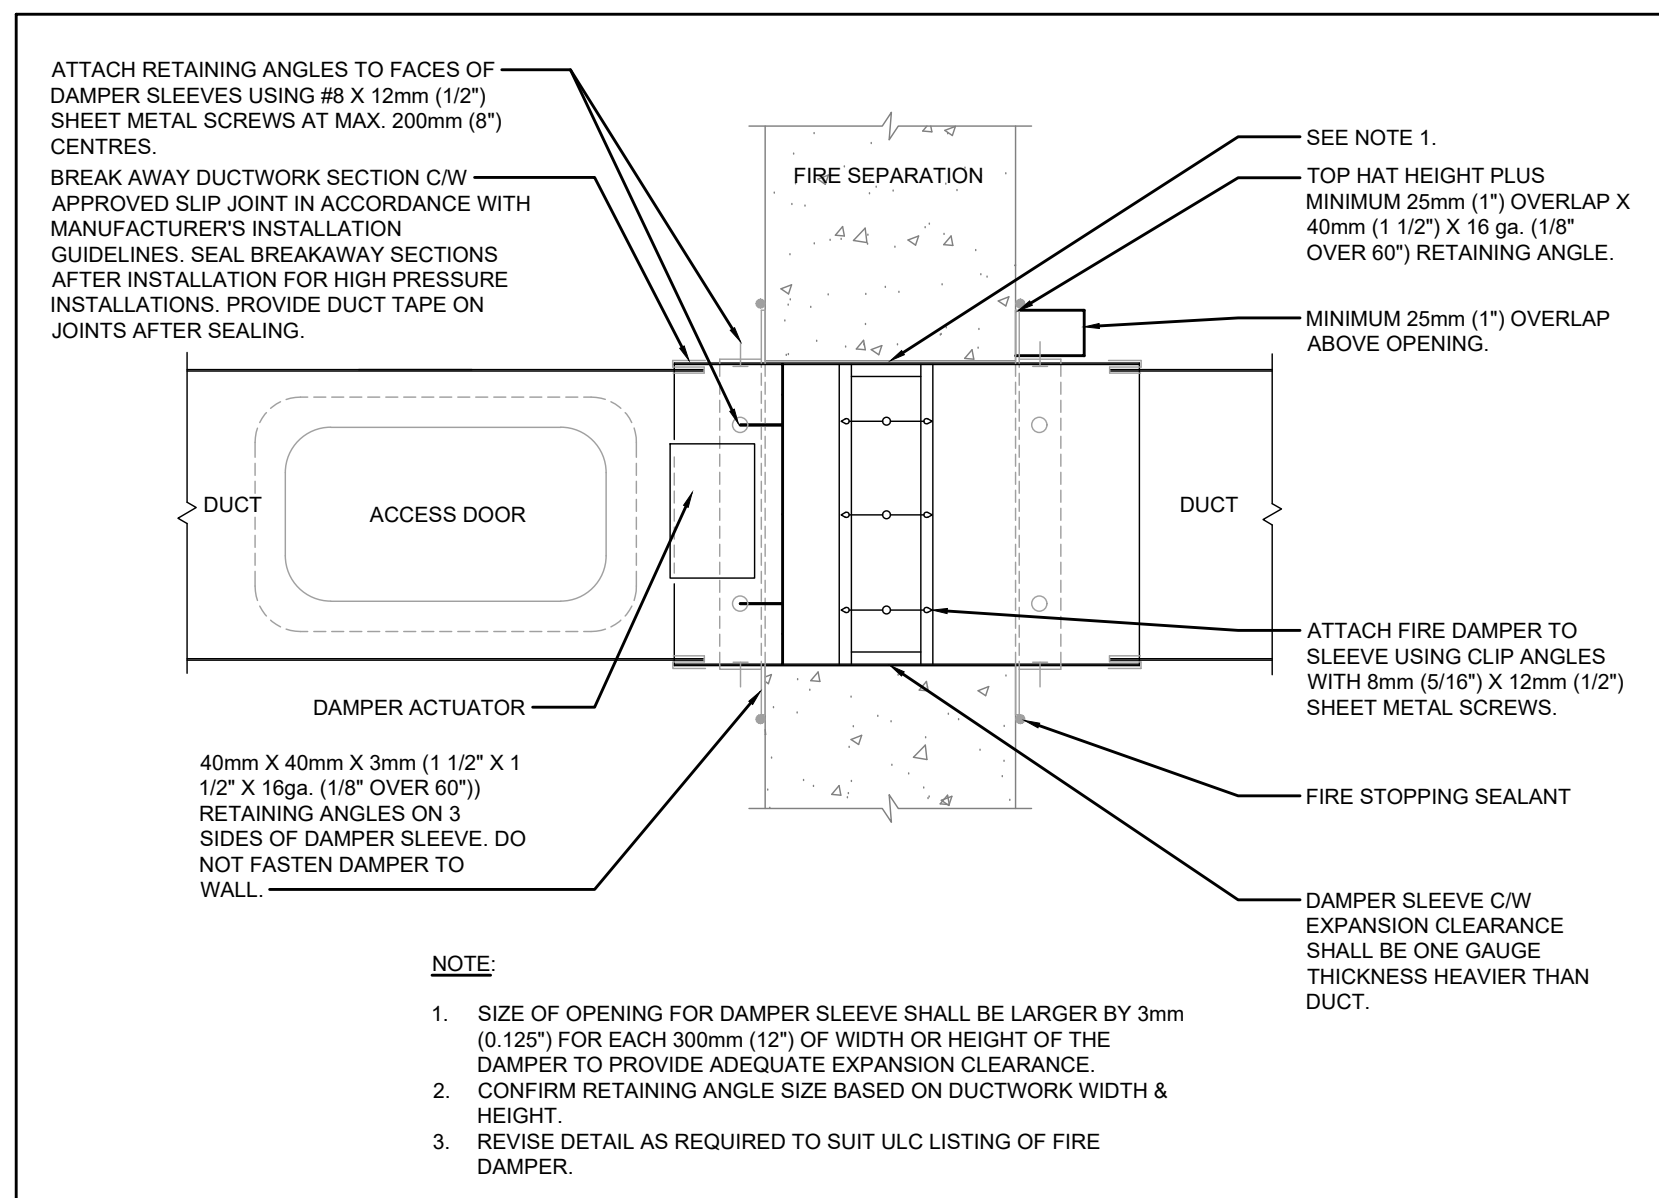 ATTACH RETAINING ANGLES TO FACES OF
DAMPER SLEEVES USING #8 X 12mm (1/2")
SHEET METAL SCREWS AT MAX. 200mm (8")
CENTRES.
BREAK AWAY DUCTWORK SECTION C/W
APPROVED SLIP JOINT IN ACCORDANCE WITH
MANUFACTURER'S INSTALLATION
GUIDELINES. SEAL BREAKAWAY SECTIONS
AFTER INSTALLATION FOR HIGH PRESSURE
INSTALLATIONS. PROVIDE DUCT TAPE ON
JOINTS AFTER SEALING.
FIRE SEPARATION
SEE NOTE 1.
TOP HAT HEIGHT PLUS
MINIMUM 25mm (1") OVERLAP X
40mm (1 1/2") X 16 ga. (1/8"
OVER 60") RETAINING ANGLE.
MINIMUM 25mm (1") OVERLAP
ABOVE OPENING.
DUCT
ACCESS DOOR
DUCT
ATTACH FIRE DAMPER TO
SLEEVE USING CLIP ANGLES
WITH 8mm (5/16") X 12mm (1/2")
SHEET METAL SCREWS.
DAMPER ACTUATOR
40mm X 40mm X 3mm (1 1/2" X 1
1/2" X 16ga. (1/8" OVER 60"))
RETAINING ANGLES ON 3
SIDES OF DAMPER SLEEVE. DO
NOT FASTEN DAMPER TO
WALL.
FIRE STOPPING SEALANT
DAMPER SLEEVE C/W
EXPANSION CLEARANCE
SHALL BE ONE GAUGE
THICKNESS HEAVIER THAN
DUCT.
NOTE:
1. SIZE OF OPENING FOR DAMPER SLEEVE SHALL BE LARGER BY 3mm
(0.125") FOR EACH 300mm (12") OF WIDTH OR HEIGHT OF THE
DAMPER TO PROVIDE ADEQUATE EXPANSION CLEARANCE.
2. CONFIRM RETAINING ANGLE SIZE BASED ON DUCTWORK WIDTH &
HEIGHT.
3. REVISE DETAIL AS REQUIRED TO SUIT ULC LISTING OF FIRE
DAMPER.